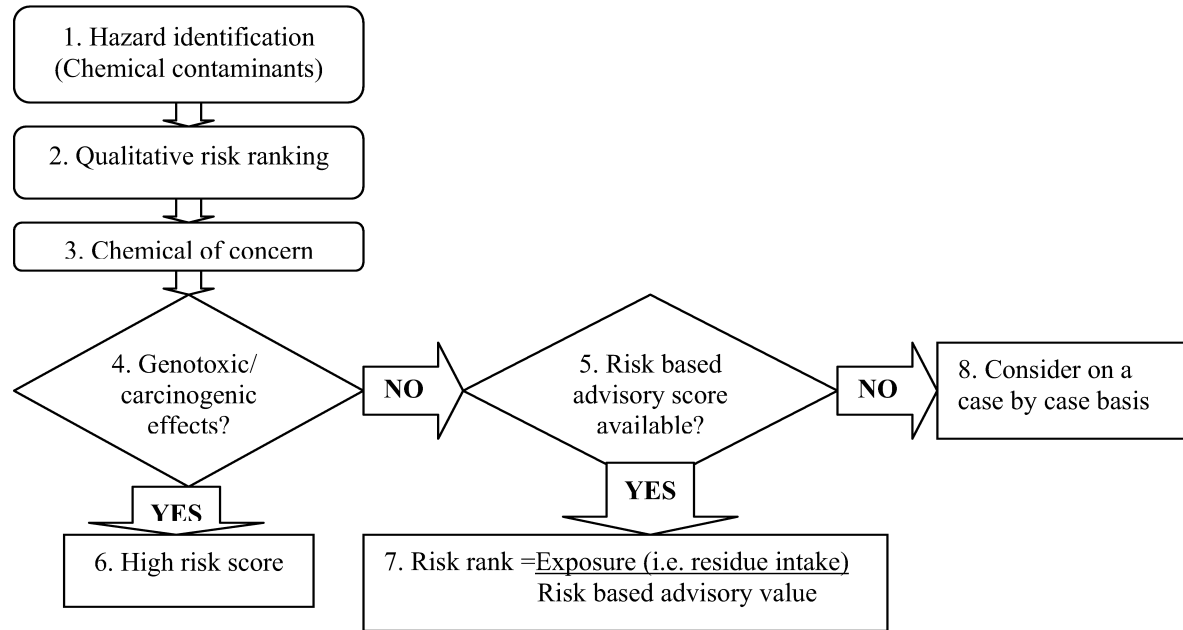 1. Hazard identification
(Chemical contaminants)
2. Qualitative risk ranking
3. Chemical of concern
4. Genotoxic/
carcinogenic
effects?
NO
5. Risk based
advisory score
available?
NO
8. Consider on a
case by case basis
YES
YES
6. High risk score
7. Risk rank =Exposure (i.e. residue intake)
Risk based advisory value